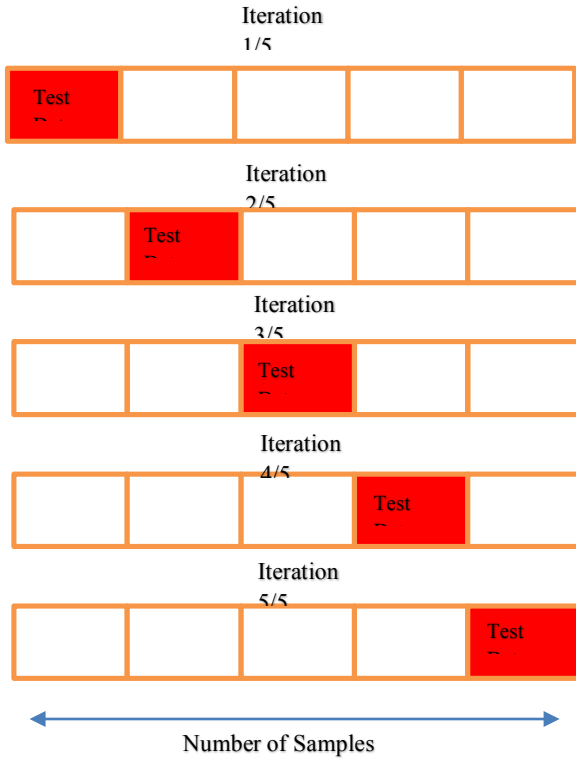 Iteration
1/5
Test
Iteration
2/5
Test
Iteration
3/5
Test
Iteration
4/5
Test
Iteration
5/5
Test
Number of Samples